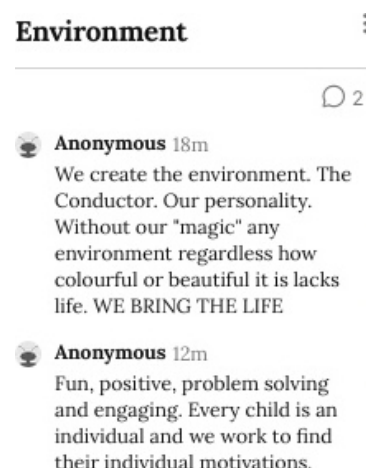 Environment
2
Anonymous 18m
We create the environment. The
Conductor. Our personality.
Without our "magic" any
environment regardless how
colourful or beautiful it is lacks
life. WE BRING THE LIFE
Anonymous 12m
Fun, positive, problem solving
and engaging. Every child is an
individual and we work to find
their individual motivations.